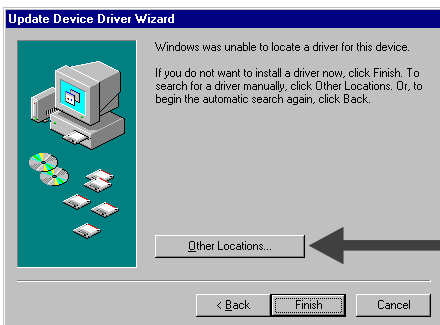 Update Device Driver Wizard
Windows was unable to locate a driver for this device.
If you do not want to install a driver now, click Finish. To
search for a driver manually, click Other Locations. Or, to
begin the automatic search again, click Back.
Other Locations...
< Back
Finish
Cancel